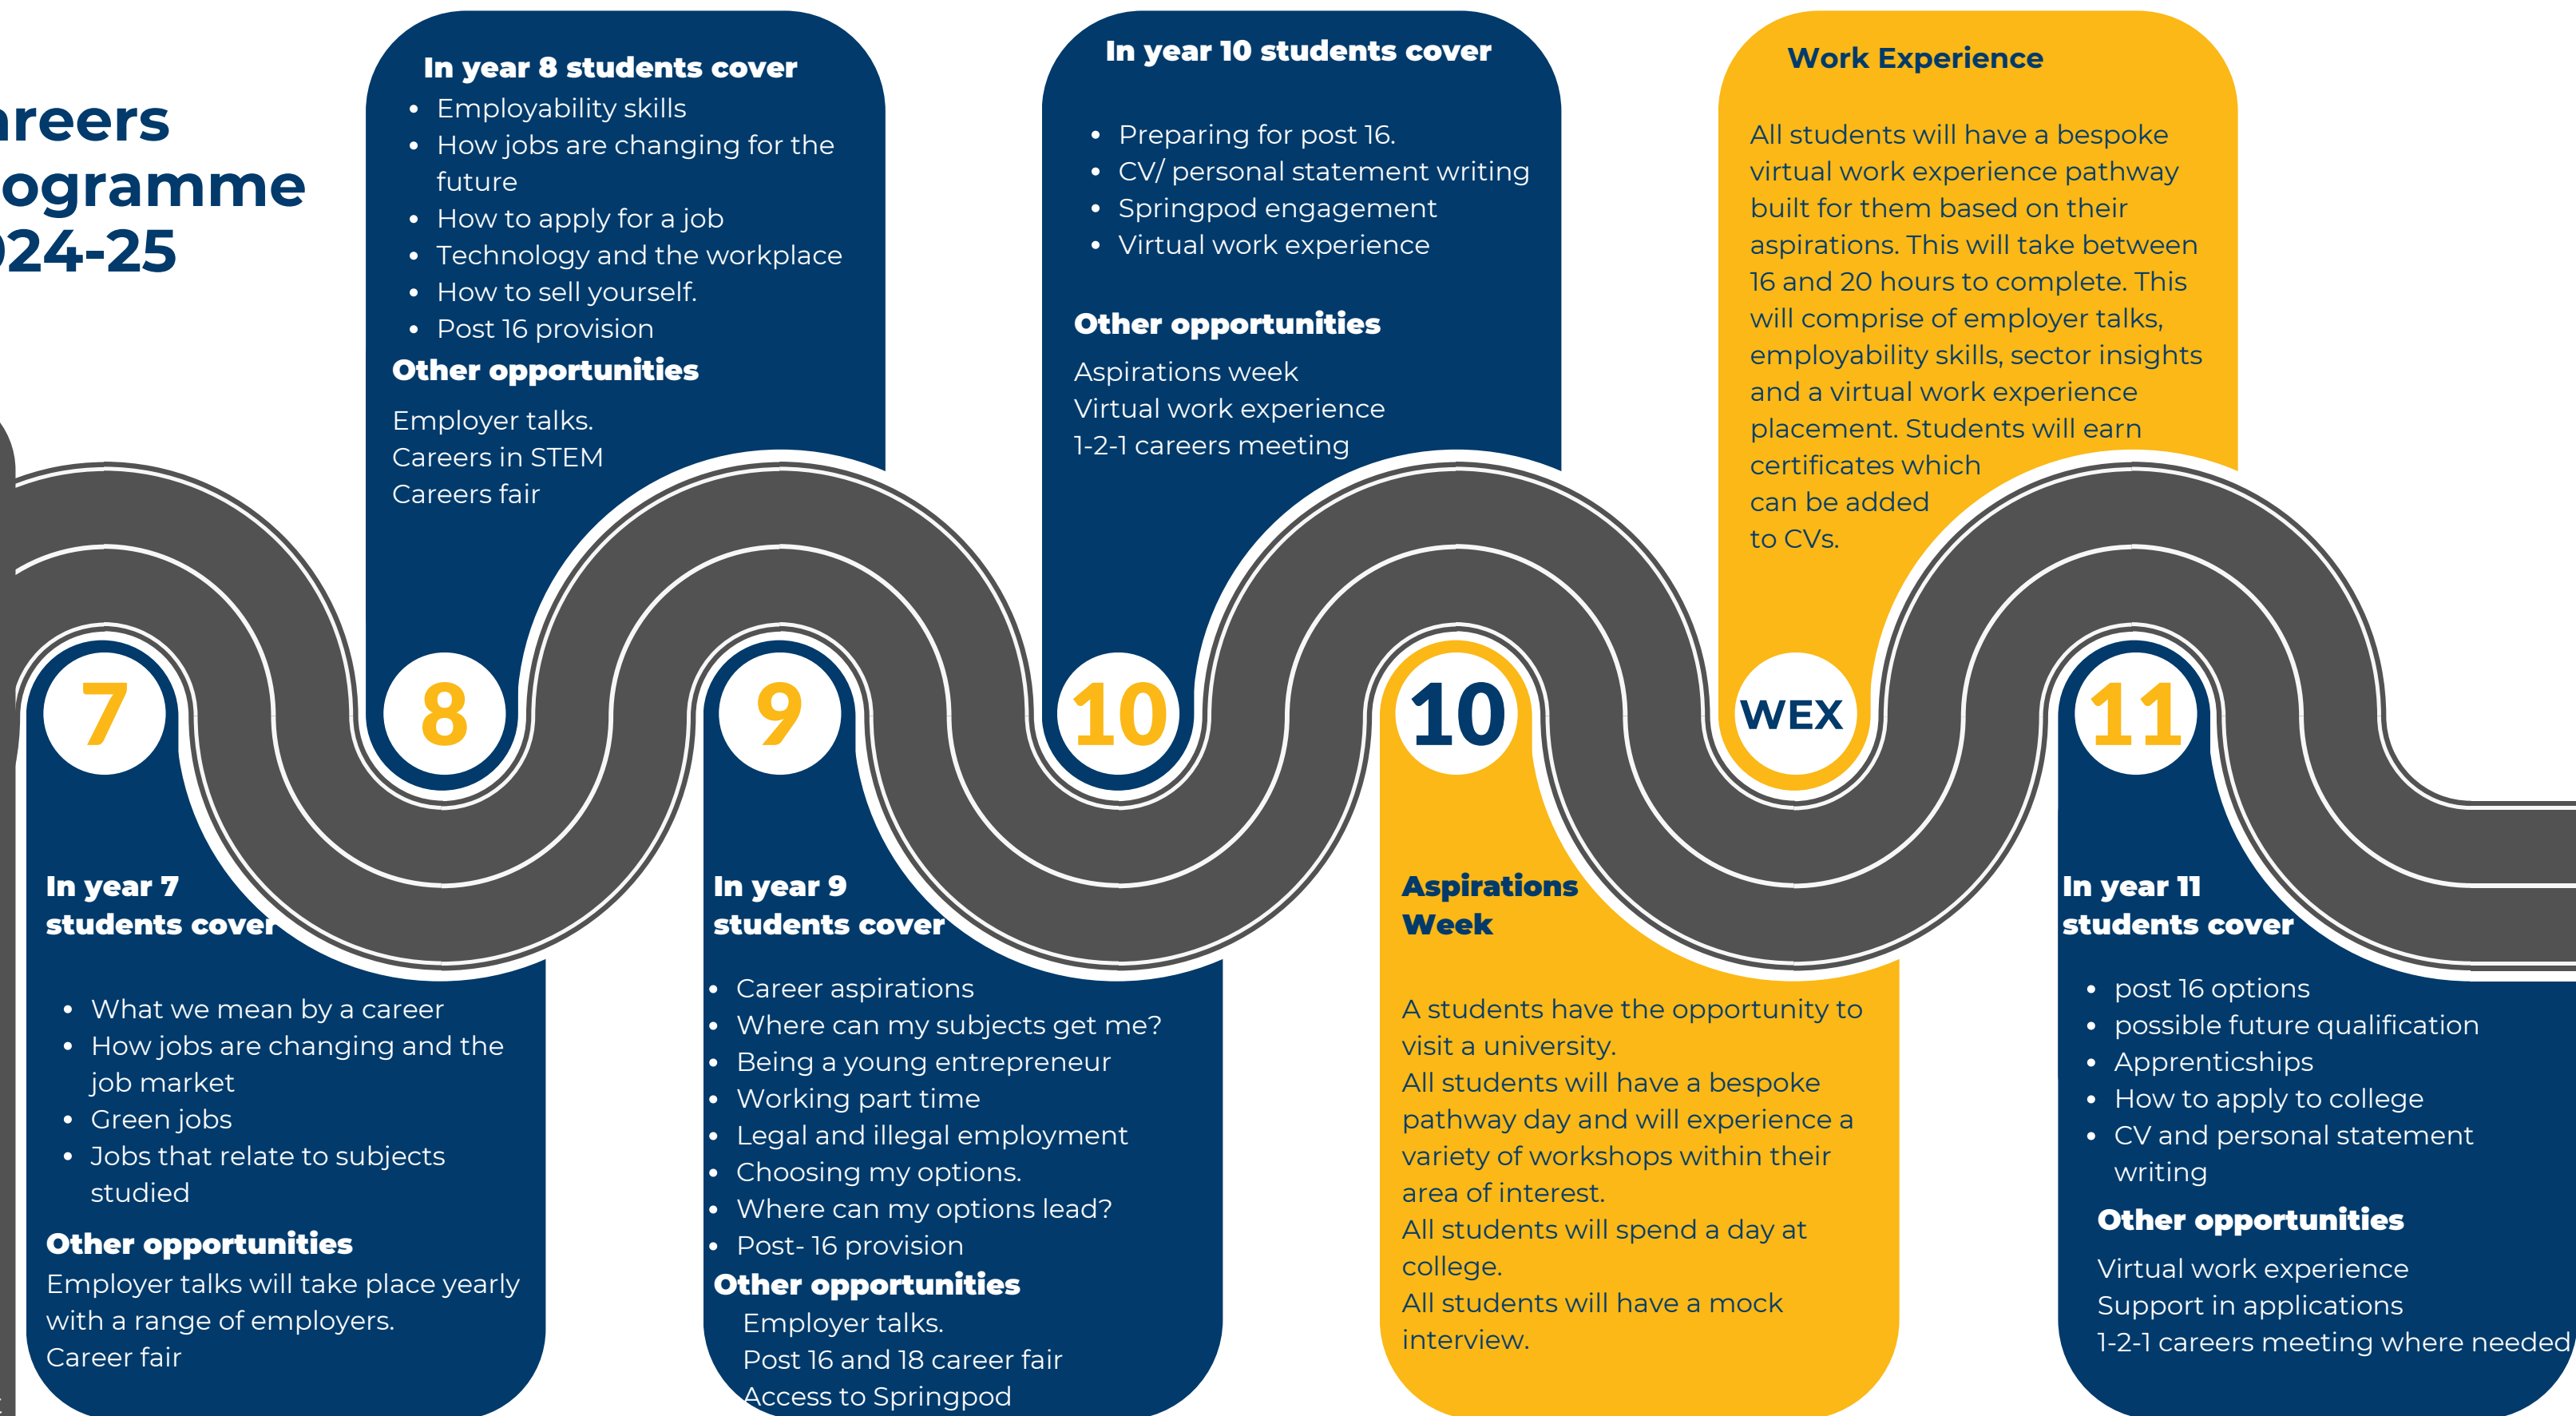 areers
ogramme
024-25
In year 8 students cover
• Employability skills
• How jobs are changing for the
future
• How to apply for a job
• Technology and the workplace
• How to sell yourself.
• Post 16 provision
Other opportunities
Employer talks.
Careers in STEM
Careers fair
In year 10 students cover
• Preparing for post 16.
• CV/ personal statement writing
• Springpod engagement
• Virtual work experience
Other opportunities
Aspirations week
Virtual work experience
1-2-1 careers meeting
Work Experience
All students will have a bespoke
virtual work experience pathway
built for them based on their
aspirations. This will take between
16 and 20 hours to complete. This
will comprise of employer talks,
employability skills, sector insights
and a virtual work experience
placement. Students will earn
certificates which
can be added
to CVs.
7
8
9
10
10
WEX
11
In year 7
students cover
• What we mean by a career
• How jobs are changing and the
job market
• Green jobs
• Jobs that relate to subjects
studied
Other opportunities
Employer talks will take place yearly
with a range of employers.
Career fair
In year 9
students cover
• Career aspirations
• Where can my subjects get me?
• Being a young entrepreneur
• Working part time
• Legal and illegal employment
• Choosing my options.
• Where can my options lead?
• Post- 16 provision
Other opportunities
Employer talks.
Post 16 and 18 career fair
Access to Springpod
Aspirations
Week
A students have the opportunity to
visit a university.
All students will have a bespoke
pathway day and will experience a
variety of workshops within their
area of interest.
All students will spend a day at
college.
All students will have a mock
interview.
In year 11
students cover
• post 16 options
• possible future qualification
• Apprenticships
• How to apply to college
• CV and personal statement
writing
Other opportunities
Virtual work experience
Support in applications
1-2-1 careers meeting where needed